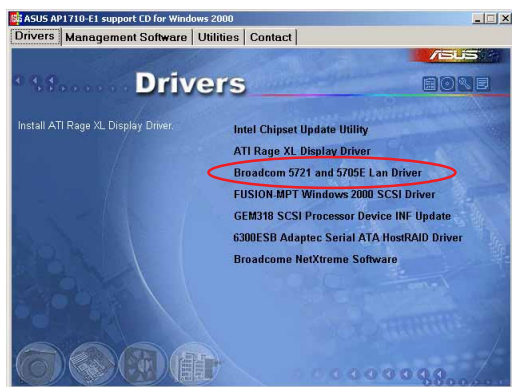 ASUS AP1710-E1 support CD for Windows 2000
Drivers Management Software Utilities Contact
ASUS
Drivers
Install ATI Rage XL Display Driver.
Intel Chipset Update Utility
ATI Rage XL Display Driver
Broadcom 5721 and 5705E Lan Driver
FUSION-MPT Windows 2000 SCSI Driver
GEM318 SCSI Processor Device INF Update
6300ESB Adaptec Serial ATA HostRAID Driver
Broadcome NetXtreme Software